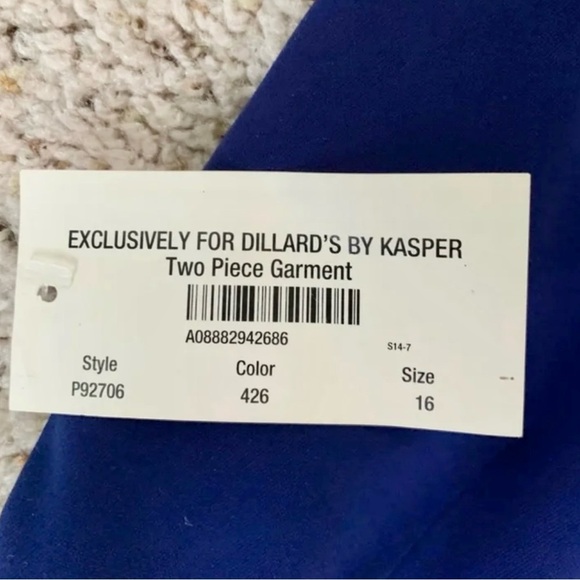 EXCLUSIVELY FOR DILLARD'S BY KASPER
Two Piece Garment
A08882942686
S14-7
Style Color Size
P92706 426 16